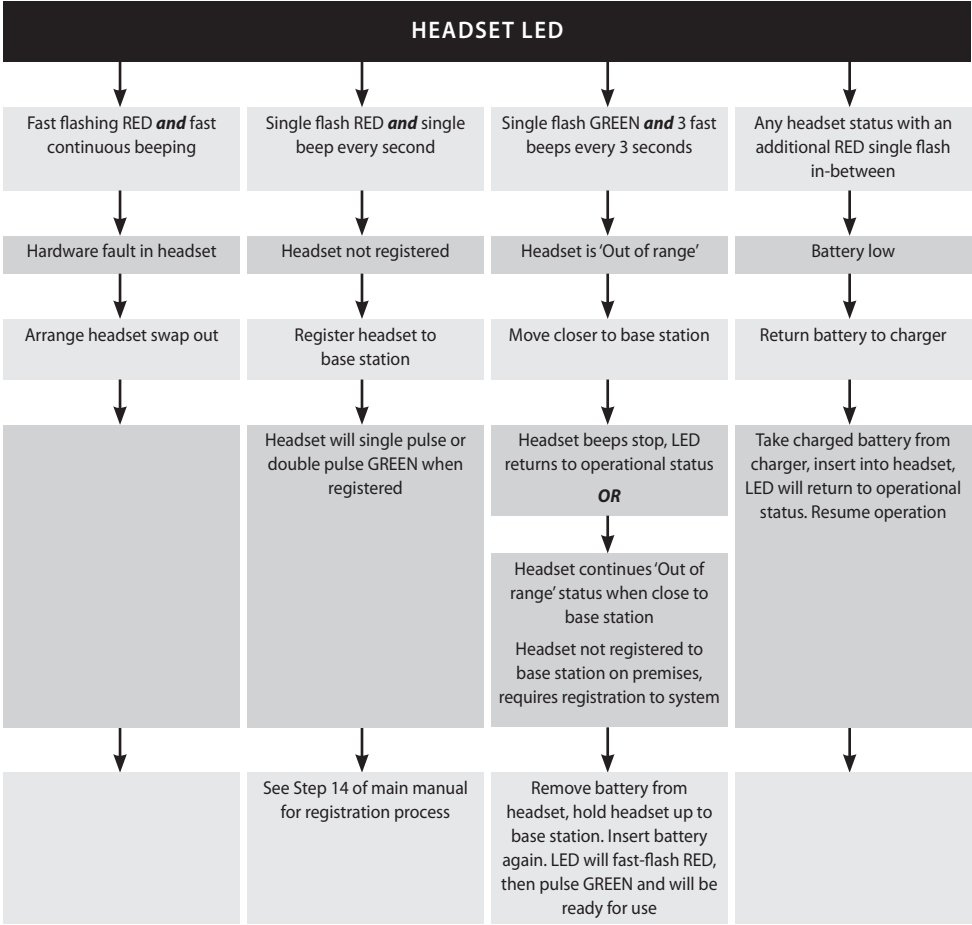 HEADSET LED
Fast flashing RED and fast
continuous beeping
Single flash RED and single
beep every second
Single flash GREEN and 3 fast
beeps every 3 seconds
Any headset status with an
additional RED single flash
in-between
Hardware fault in headset
Headset not registered
Headset is ‘Out of range’
Battery low
Arrange headset swap out
Register headset to
base station
Move closer to base station
Return battery to charger
Headset will single pulse or
double pulse GREEN when
registered
Headset beeps stop, LED
returns to operational status
OR
Take charged battery from
charger, insert into headset,
LED will return to operational
status. Resume operation
Headset continues ‘Out of
range’ status when close to
base station
Headset not registered to
base station on premises,
requires registration to system
See Step 14 of main manual
for registration process
Remove battery from
headset, hold headset up to
base station. Insert battery
again. LED will fast-flash RED,
then pulse GREEN and will be
ready for use